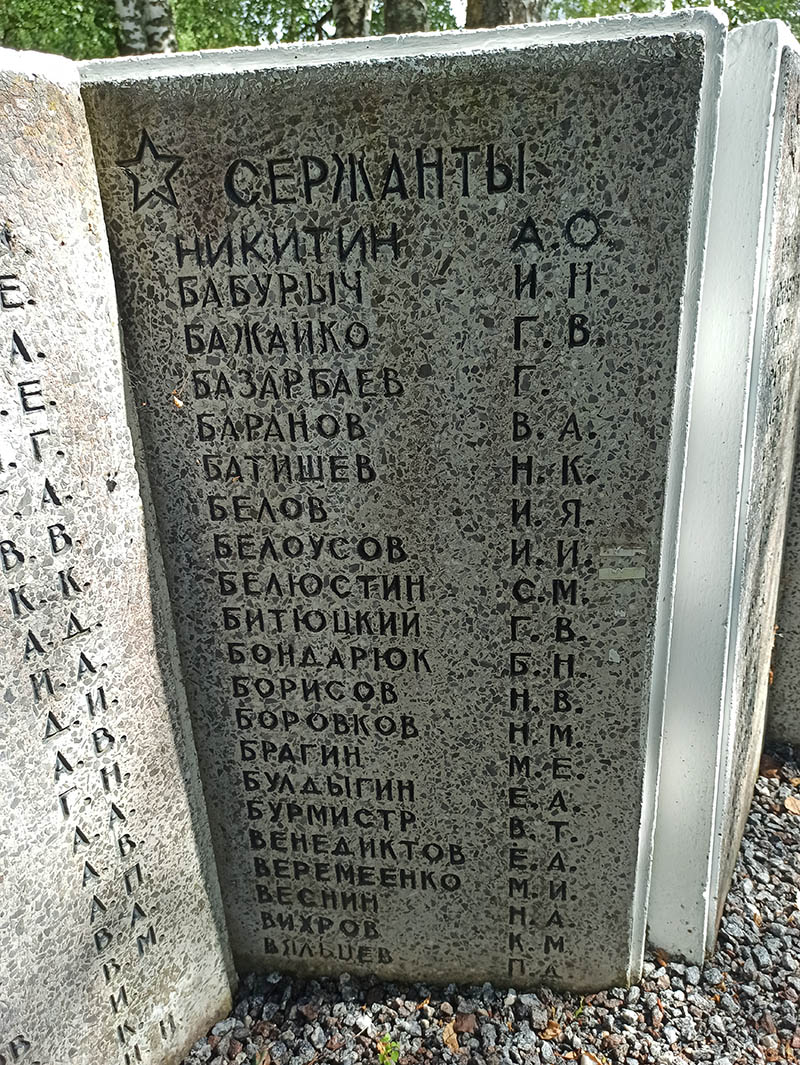 СЕРЖАНТЫ
НИКИТИН А.О.
БАБУРЫЧ И.Н.
БАЖАЙКО Г.В.
БАЗАРБАЕВ Г.
БАРАНОВ В.А.
БАТИЩЕВ Н.К.
БЕЛОВ И.Я.
БЕЛОУСОВ И.И.
БЕЛЮСТИН С.М.
БИТЮЦКИЙ Г.В.
БОНДАРЮК Б.Н.
БОРИСОВ Н.В.
БОРОВКОВ Н.М.
БРАГИН М.Е.
БУЛДЫГИН Е.А.
БУРМИСТР В.Т.
ВЕНЕДИКТОВ Е.Д.
ВЕРЕМЕЕНКО М.И.
ВЕСНИН Н.А.
ВИХРОВ К.М.
ВЯЛЬЦЕВ П.Д.